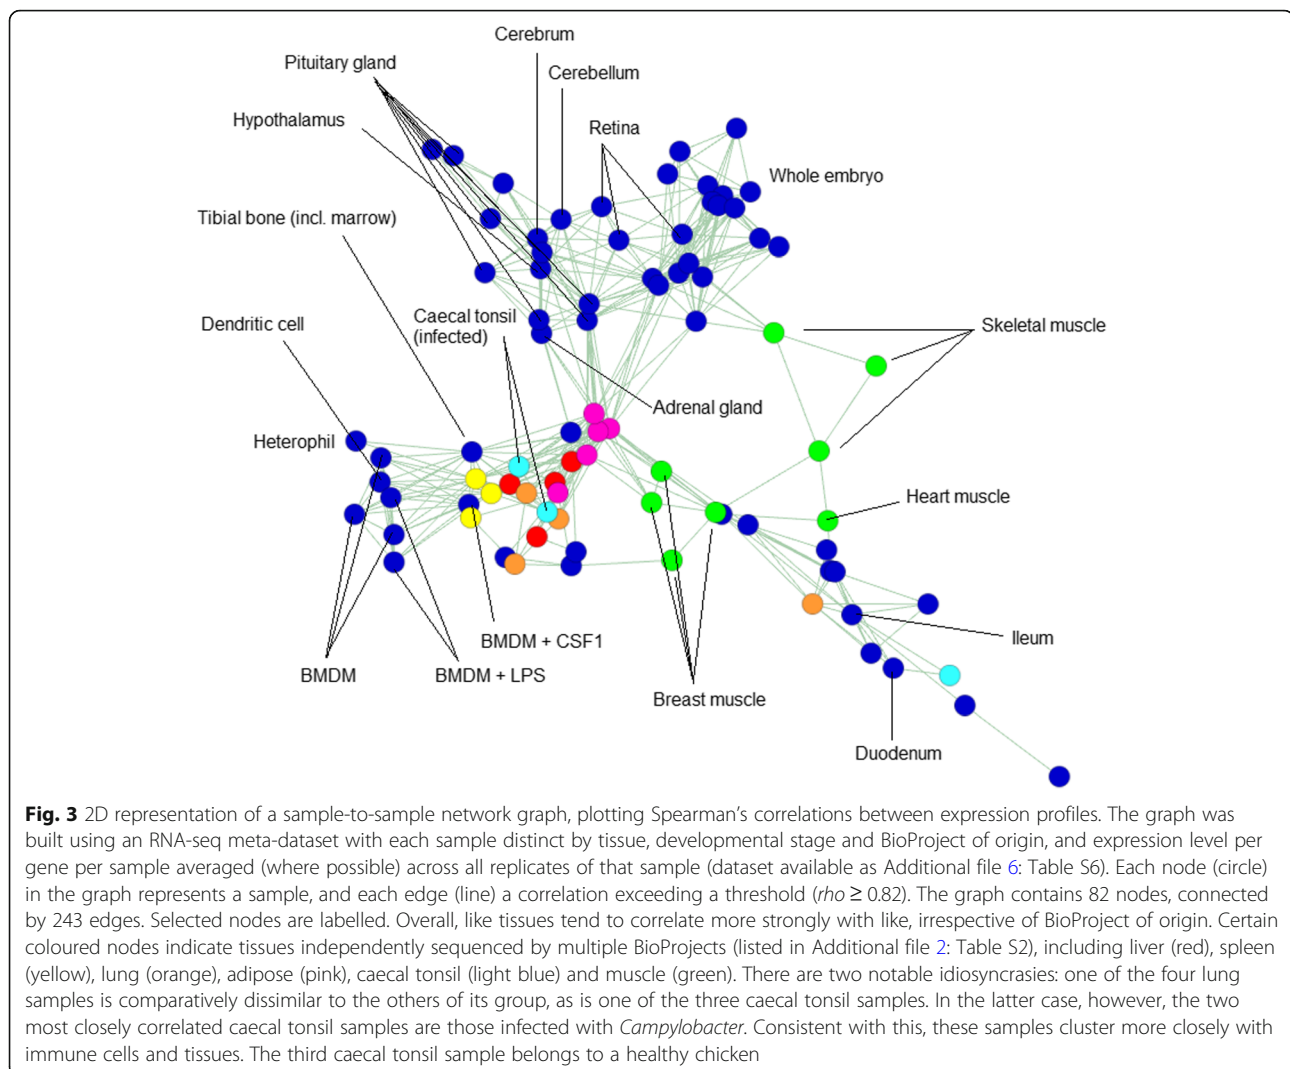 Cerebrum
Pituitary gland
Cerebellum
Hypothalamus
Retina
Whole embryo
Tibial bone (incl. marrow)
Dendritic cell
Caecal tonsil
(infected)
Skeletal muscle
Adrenal gland
Heterophil
Heart muscle
BMDM + CSF1
Ileum
BMDM
BMDM + LPS
Breast muscle
Duodenum
Fig. 3 2D representation of a sample-to-sample network graph, plotting Spearman's correlations between expression profiles. The graph was
built using an RNA-seq meta-dataset with each sample distinct by tissue, developmental stage and BioProject of origin, and expression level per
gene per sample averaged (where possible) across all replicates of that sample (dataset available as Additional file 6: Table S6). Each node (circle)
in the graph represents a sample, and each edge (line) a correlation exceeding a threshold (rho ≥ 0.82). The graph contains 82 nodes, connected
by 243 edges. Selected nodes are labelled. Overall, like tissues tend to correlate more strongly with like, irrespective of BioProject of origin. Certain
coloured nodes indicate tissues independently sequenced by multiple BioProjects (listed in Additional file 2: Table S2), including liver (red), spleen
(yellow), lung (orange), adipose (pink), caecal tonsil (light blue) and muscle (green). There are two notable idiosyncrasies: one of the four lung
samples is comparatively dissimilar to the others of its group, as is one of the three caecal tonsil samples. In the latter case, however, the two
most closely correlated caecal tonsil samples are those infected with Campylobacter. Consistent with this, these samples cluster more closely with
immune cells and tissues. The third caecal tonsil sample belongs to a healthy chicken